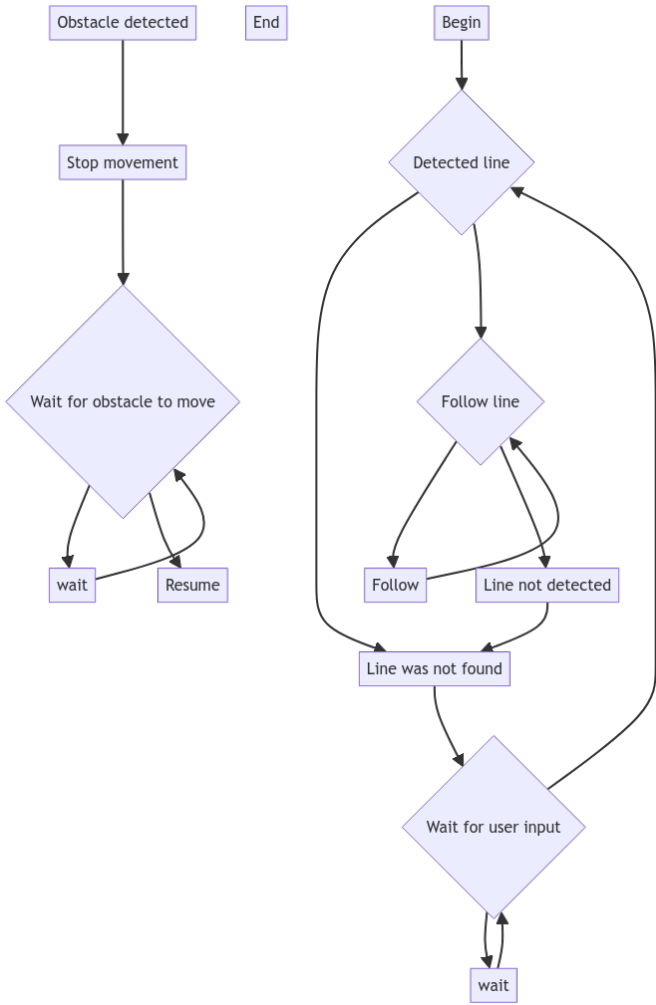 Obstacle detected
End
Begin
Stop movement
Detected line
Wait for obstacle to move
Follow line
wait
Resume
Follow
Line not detected
Line was not found
Wait for user input
wait